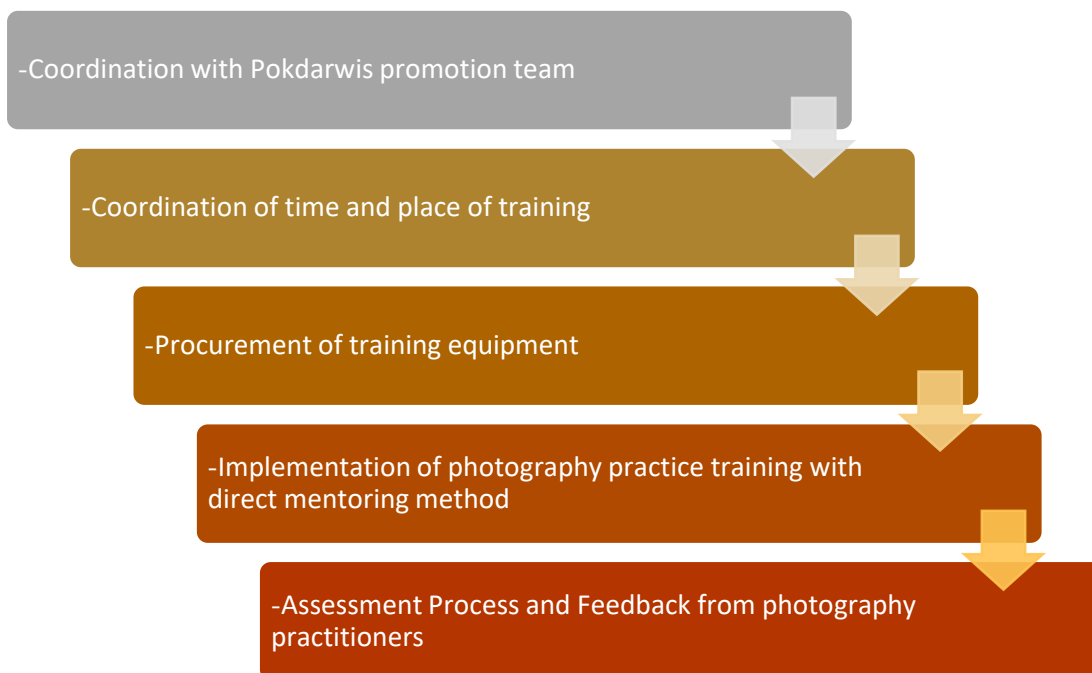 -Coordination with Pokdarwis promotion team
-Coordination of time and place of training
-Procurement of training equipment
-Implementation of photography practice training with
direct mentoring method
-Assessment Process and Feedback from photography
practitioners